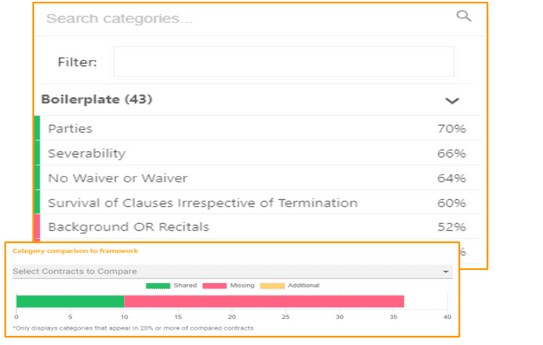 Search categories...
Filter:
Boilerplate (43)
Parties 70%
Severability 66%
No Waiver or Waiver 64%
Survival of Clauses Irrespective of Termination 60%
Background OR Recitals 52%
%
Category comparison to framework
Select Contracts to Compare
Shared Missing Additional
0 5 10 15 20 25 30 35 40
*Only displays categories that appear in 20% or more of compared contracts